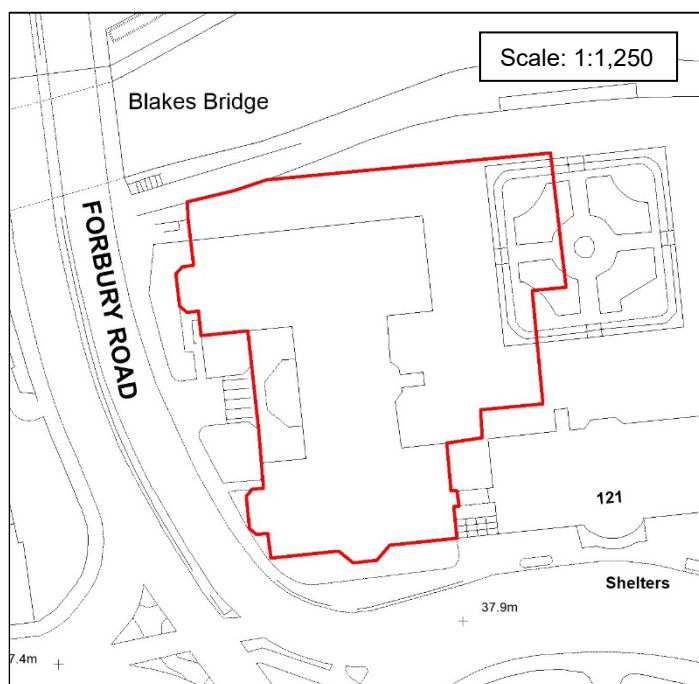 Scale: 1:1,250
Blakes Bridge
FORBURY ROAD
121
Shelters
37.9m
7.4m